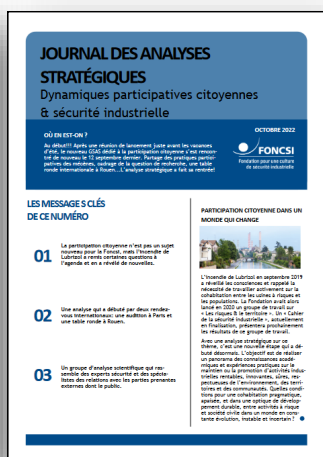 JOURNAL DES ANALYSES
STRATÉGIQUES
Dynamiques participatives citoyennes
& sécurité industrielle
OÙ EN EST-ON ?
Au début!!! Après une réunion de lancement juste avant les vacances
d'été, le nouveau GSAS dédié à la participation citoyenne s'est rencon-
tré de nouveau le 12 septembre dernier. Partage des pratiques partici-
patives des mécènes, cadrage de la question de recherche, une table
ronde internationale à Rouen...L'analyse stratégique a fait sa rentrée!
OCTOBRE 2022
FONCSI
Fondation pour une culture
de sécurité industrielle
LES MESSAGES CLÉS
DE CE NUMÉRO
01
La participation citoyenne n'est pas un sujet
nouveau pour la Foncsi, mais l'incendie de
Lubrizol a remis certaines questions à
l'agenda et en a révélé de nouvelles.
02
Une analyse qui a débuté par deux rendez-
vous internationaux: une audition à Paris et
une table ronde à Rouen.
03
Un groupe d'analyse scientifique qui ras-
semble des experts sécurité et des spécia-
listes des relations avec les parties prenantes
externes dont le public.
PARTICIPATION CITOYENNE DANS UN
MONDE QUI CHANGE
L'incendie de Lubrizol en septembre 2019
a réveillé les consciences et rappelé la
nécessité de travailler activement sur la
cohabitation entre les usines à risques et
les populations. La Fondation avait alors
lancé en 2020 un groupe de travail sur
« Les risques & le territoire ». Un « Cahier
de la sécurité industrielle », actuellement
en finalisation, présentera prochainement
les résultats de ce groupe de travail.
Avec une analyse stratégique sur ce
thème, c'est une nouvelle étape qui a dé-
buté désormais. L'objectif est de réaliser
un panorama des connaissances acadé-
miques et expériences pratiques sur le
maintien ou la promotion d'activités indus-
trielles rentables, innovantes, sûres, res-
pectueuses de l'environnement, des terri-
toires et des communautés. Quelles condi-
tions pour une cohabitation pragmatique,
apaisée, et dans une optique de dévelop-
pement durable, entre activités à risque
et société civile dans un monde en cons-
tante évolution, instable et incertain ?